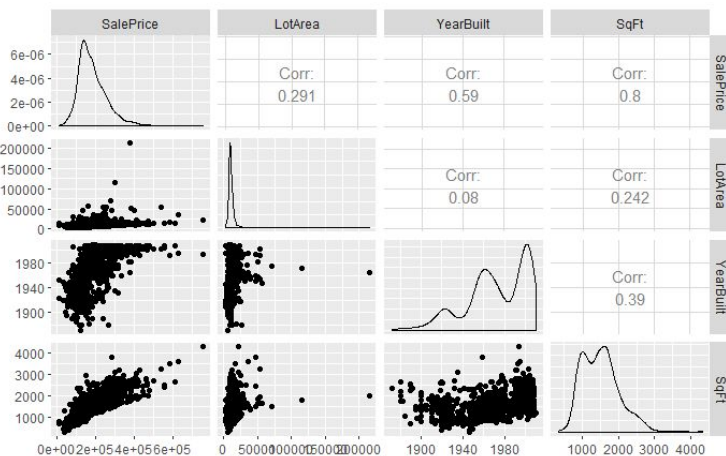 SalePrice LotArea YearBuilt SqFt
6e-06
4e-06
2e-06
0e+00
Corr:
0.291
Corr:
0.59
Corr:
0.8
SalePrice
200000
150000
100000
50000
0
Corr:
0.08
Corr:
0.242
LotArea
1980
1940
1900
Corr:
0.39
YearBuilt
4000
3000
2000
1000
SqFt
0e+002e+054e+056e+05 0 50000100000150000200000 1900 1940 1980 1000 2000 3000 4000